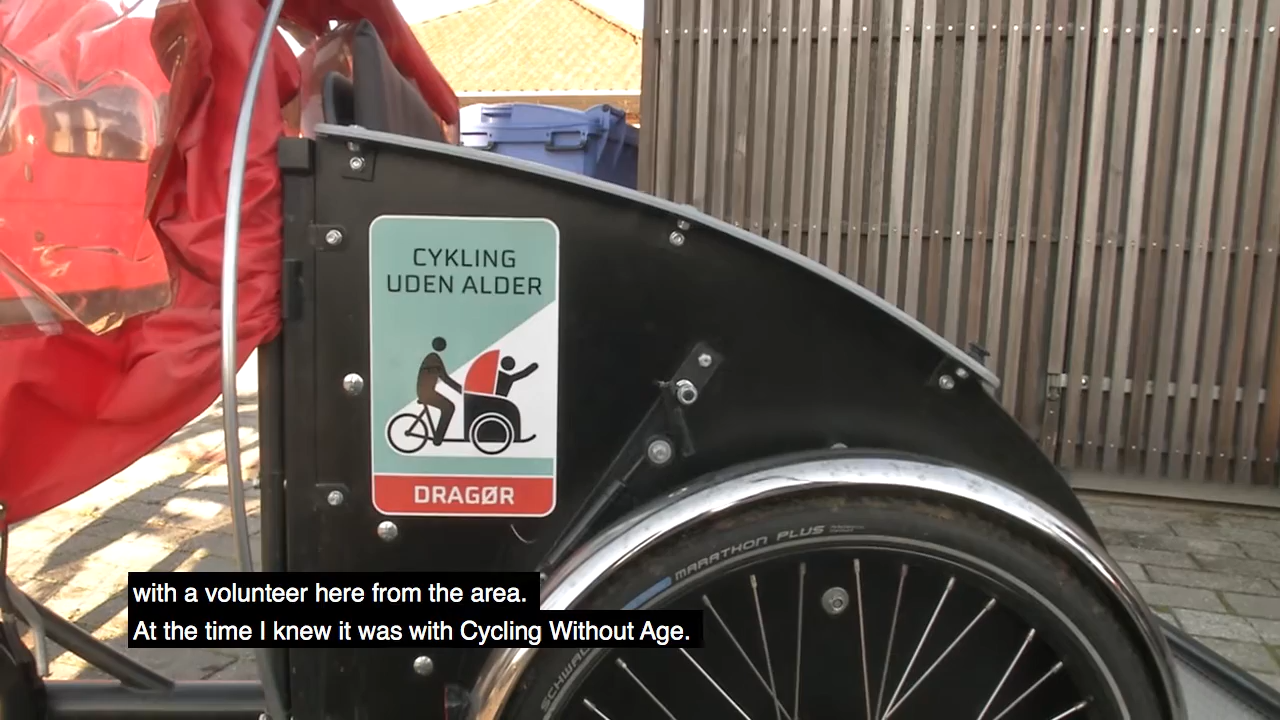 CYKLING
UDEN ALDER
DRAGØR
MARATHON PLUS
SCHWAL
with a volunteer here from the area.
At the time I knew it was with Cycling Without Age.